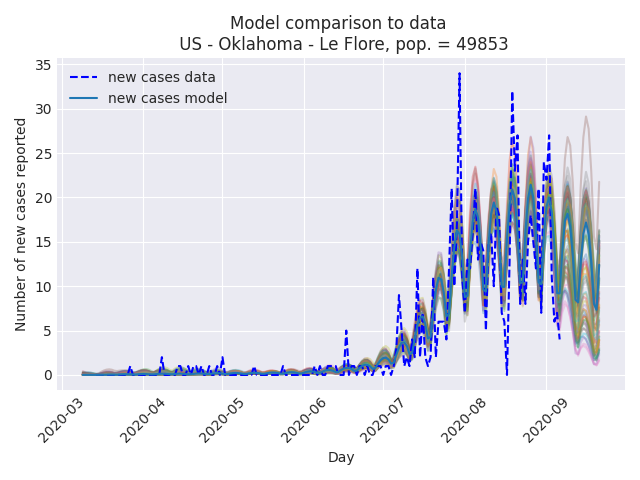 Model comparison to data
US - Oklahoma - Le Flore, pop. = 49853
new cases data
new cases model
Number of new cases reported
35
30
25
20
15
10
5
0
2020-03
2020-04
2020-05
2020-06
2020-07
2020-08
2020-09
Day